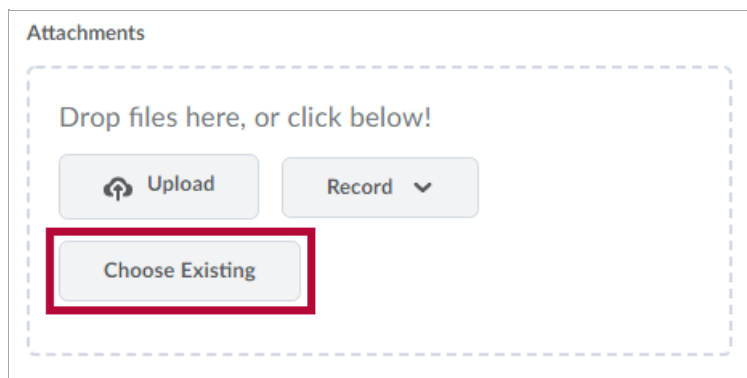 Attachments
Drop files here, or click below!
Upload
Record
Choose Existing